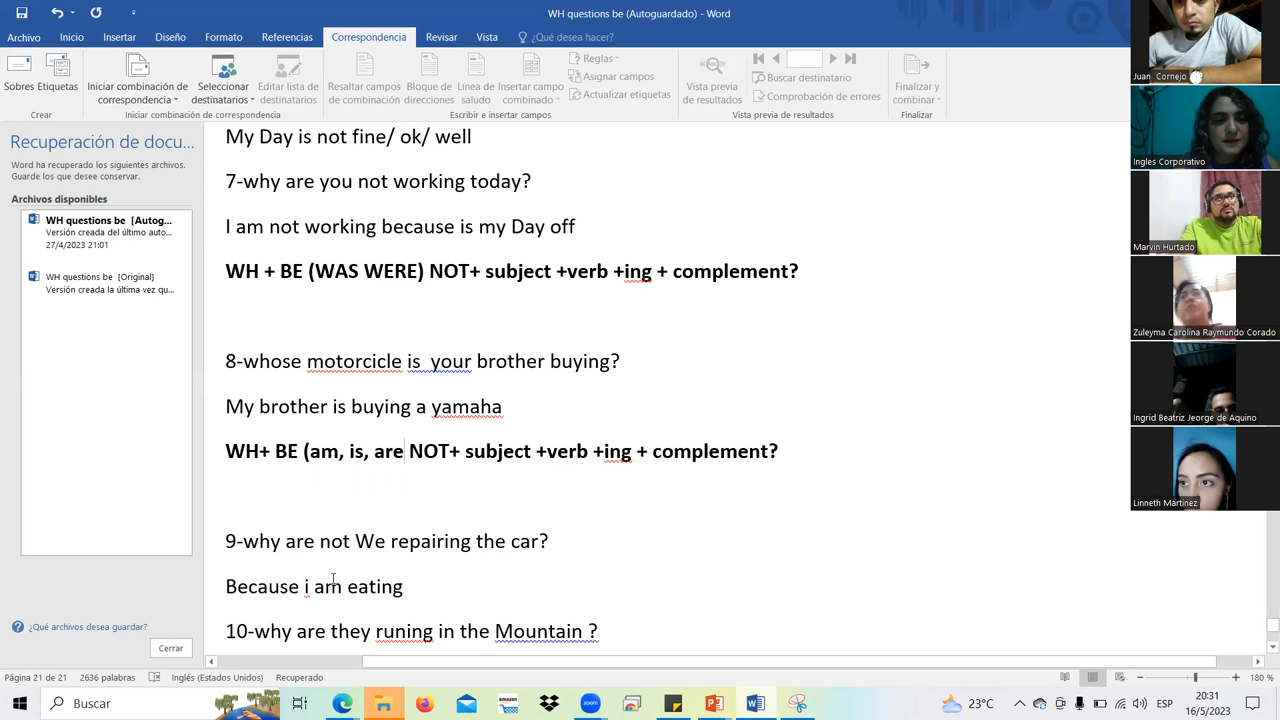 WH questions be (Autoguardado) - Word
Archivo Inicio Insertar Diseño Formato Referencias Correspondencia Revisar Vista ¿Qué desea hacer?
Sobres Etiquetas
Crear
Iniciar combinación de correspondencia
Seleccionar destinatarios
Editar lista de destinatarios
Iniciar combinación de correspondencia
Resaltar campos de combinación
Bloque de direcciones
Línea de saludo
Insertar campo combinado
Reglas
Asignar campos
Actualizar etiquetas
Escribir e insertar campos
Vista previa de resultados
Buscar destinatario
Comprobación de errores
Vista previa de resultados
Finalizar y combinar
Finalizar
Recuperación de docu...
Word ha recuperado los siguientes archivos.
Guarde los que desee conservar.
Archivos disponibles
WH questions be [Autog...
Versión creada del último auto...
27/4/2023 21:01
WH questions be [Original]
Versión creada la última vez qu...
¿Qué archivos desea guardar?
Cerrar
My Day is not fine/ ok/ well
7-why are you not working today?
I am not working because is my Day off
WH + BE (WAS WERE) NOT+ subject +verb +ing + complement?
8-whose motorcicle is your brother buying?
My brother is buying a yamaha
WH+ BE (am, is, are NOT+ subject +verb +ing + complement?
9-why are not We repairing the car?
Because i am eating
10-why are they runing in the Mountain ?
Juan Cornejo
Ingles Corporativo
Marvin Hurtado
Zuleyma Carolina Raymundo Corado
Ingrid Beatriz Jeorge de Aquino
Linneth Martinez
Página 21 de 21 2636 palabras Inglés (Estados Unidos) Recuperado 180 %
Buscar
amazon
zoom
23°C ESP 20:31
16/5/2023